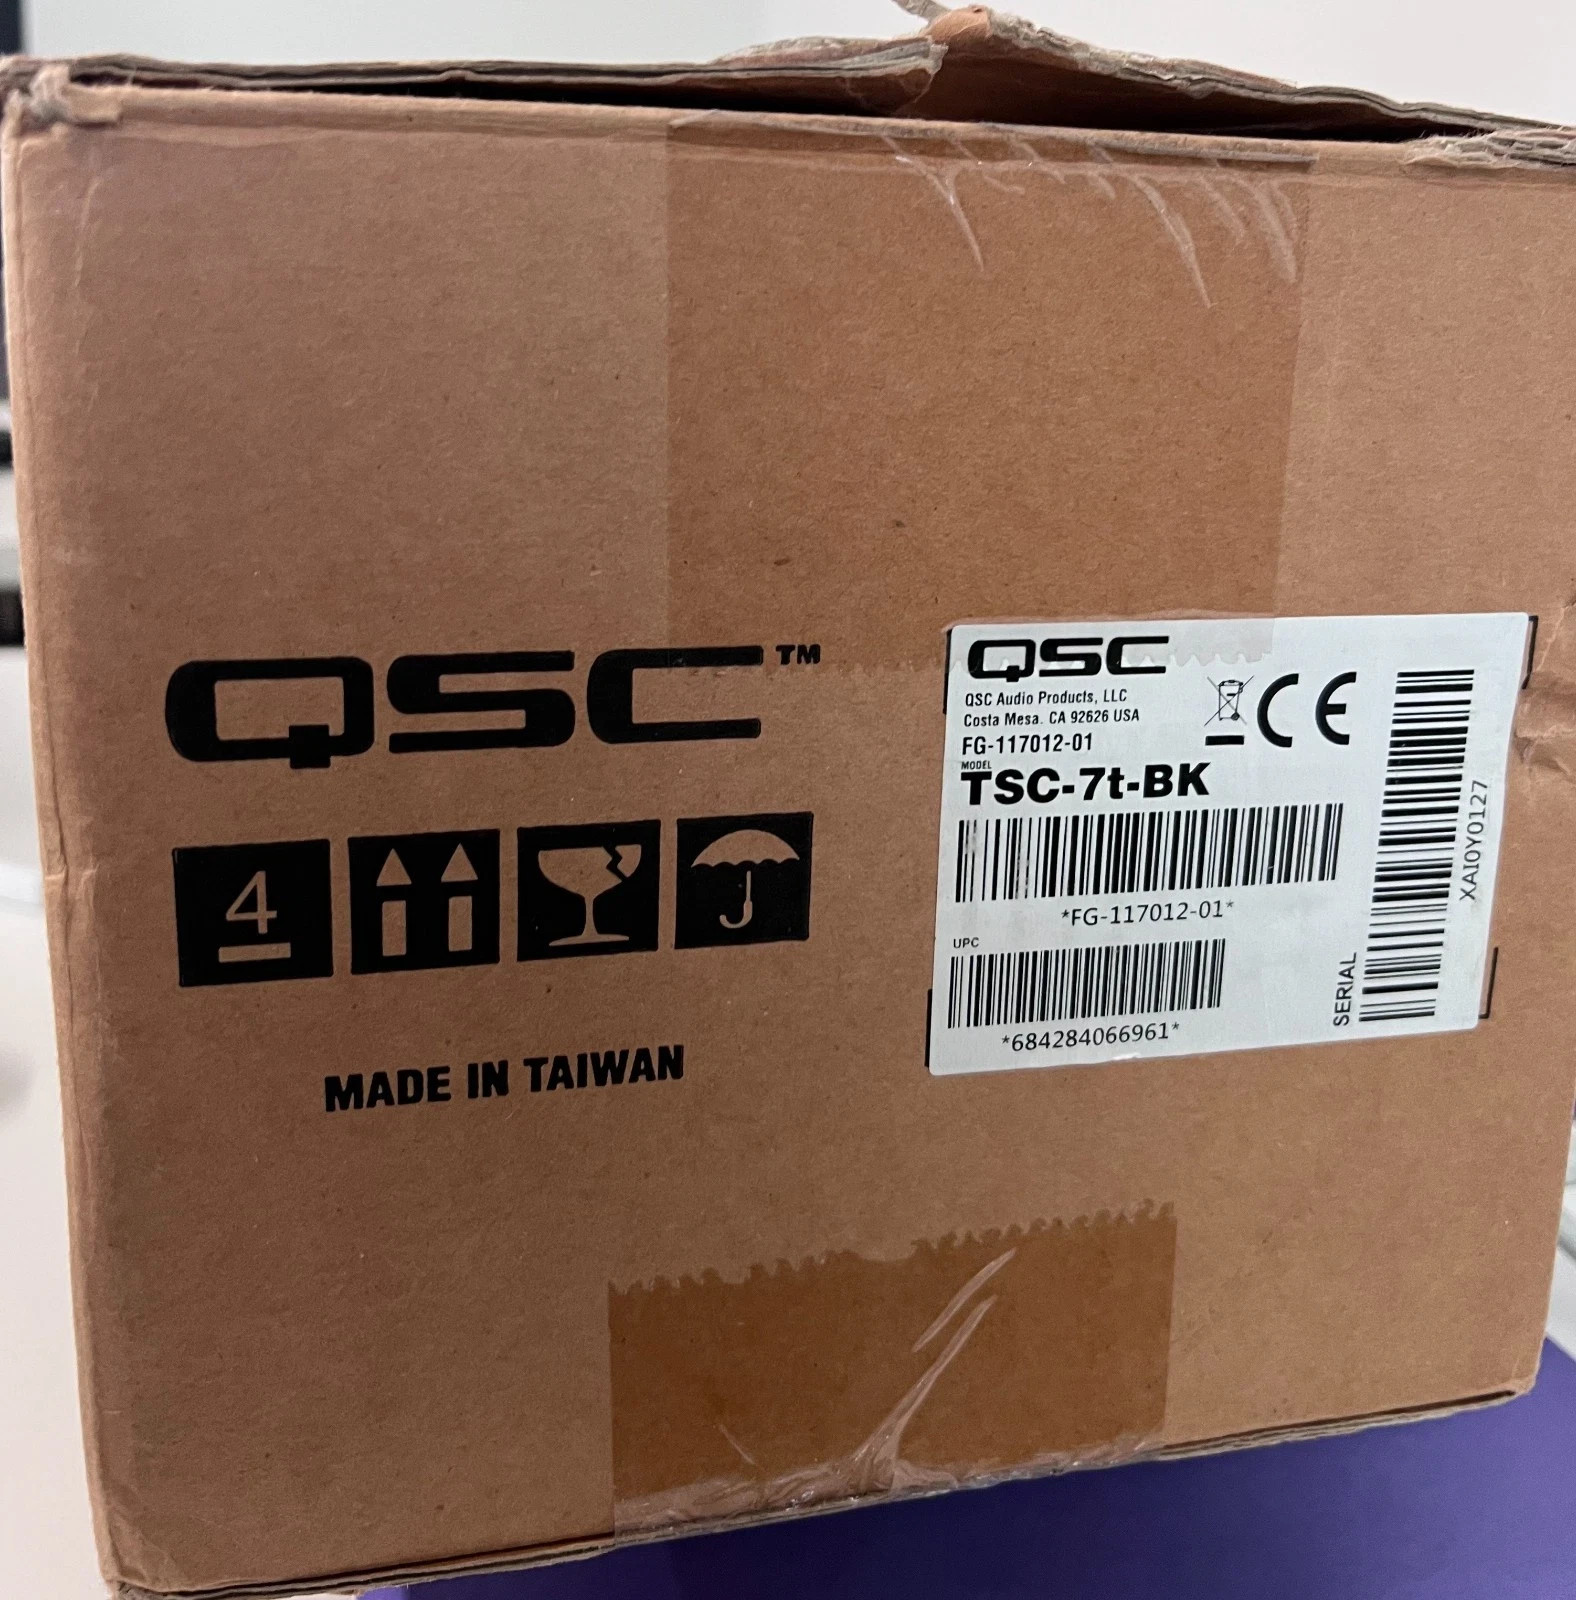 QSC™
4
MADE IN TAIWAN
QSC
QSC Audio Products, LLC
Costa Mesa. CA 92626 USA
FG-117012-01
MODEL
TSC-7t-BK
*FG-117012-01*
UPC
*684284066961*
CE
SERIAL
XAI0Y0127